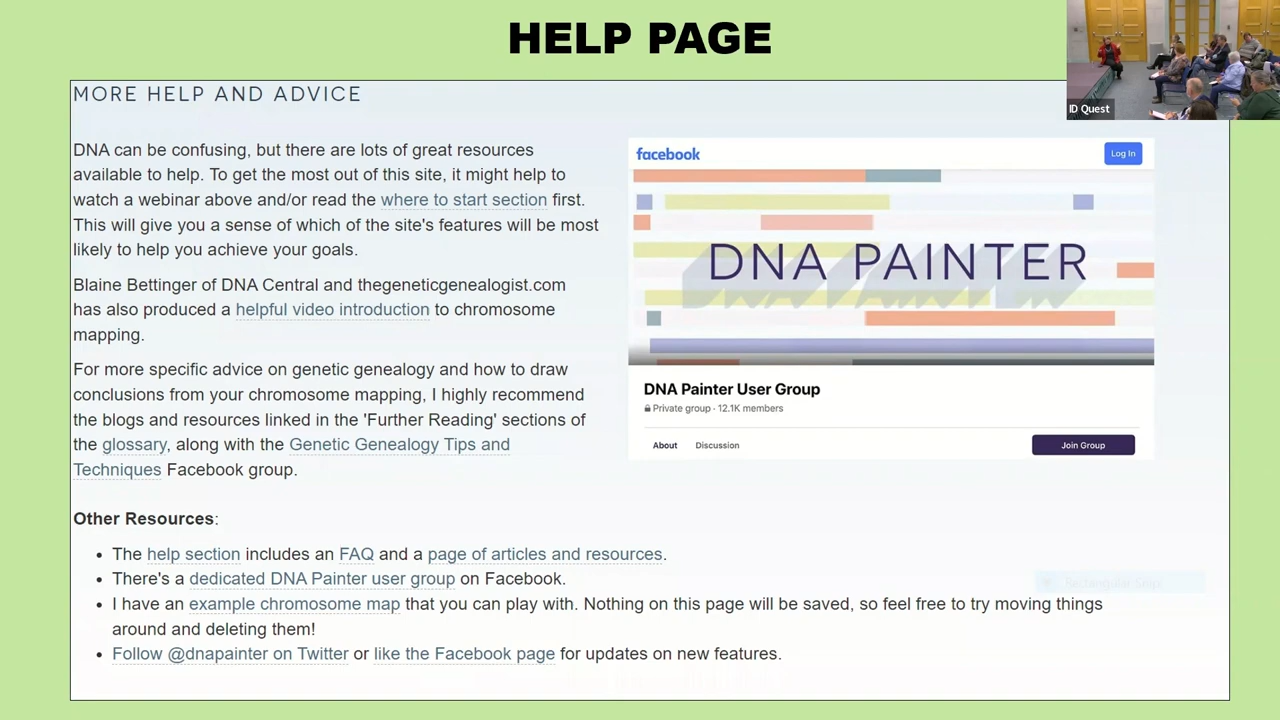 HELP PAGE
ID Quest
MORE HELP AND ADVICE
DNA can be confusing, but there are lots of great resources
available to help. To get the most out of this site, it might help to
watch a webinar above and/or read the where to start section first.
This will give you a sense of which of the site's features will be most
likely to help you achieve your goals.
Blaine Bettinger of DNA Central and thegeneticgenealogist.com
has also produced a helpful video introduction to chromosome
mapping.
For more specific advice on genetic genealogy and how to draw
conclusions from your chromosome mapping, I highly recommend
the blogs and resources linked in the 'Further Reading' sections of
the glossary, along with the Genetic Genealogy Tips and
Techniques Facebook group.
facebook
Log In
DNA PAINTER
DNA Painter User Group
Private group · 12.1K members
About Discussion
Join Group
Other Resources:
• The help section includes an FAQ and a page of articles and resources.
• There's a dedicated DNA Painter user group on Facebook.
• I have an example chromosome map that you can play with. Nothing on this page will be saved, so feel free to try moving things
around and deleting them!
• Follow @dnapainter on Twitter or like the Facebook page for updates on new features.
Rectangular Snip